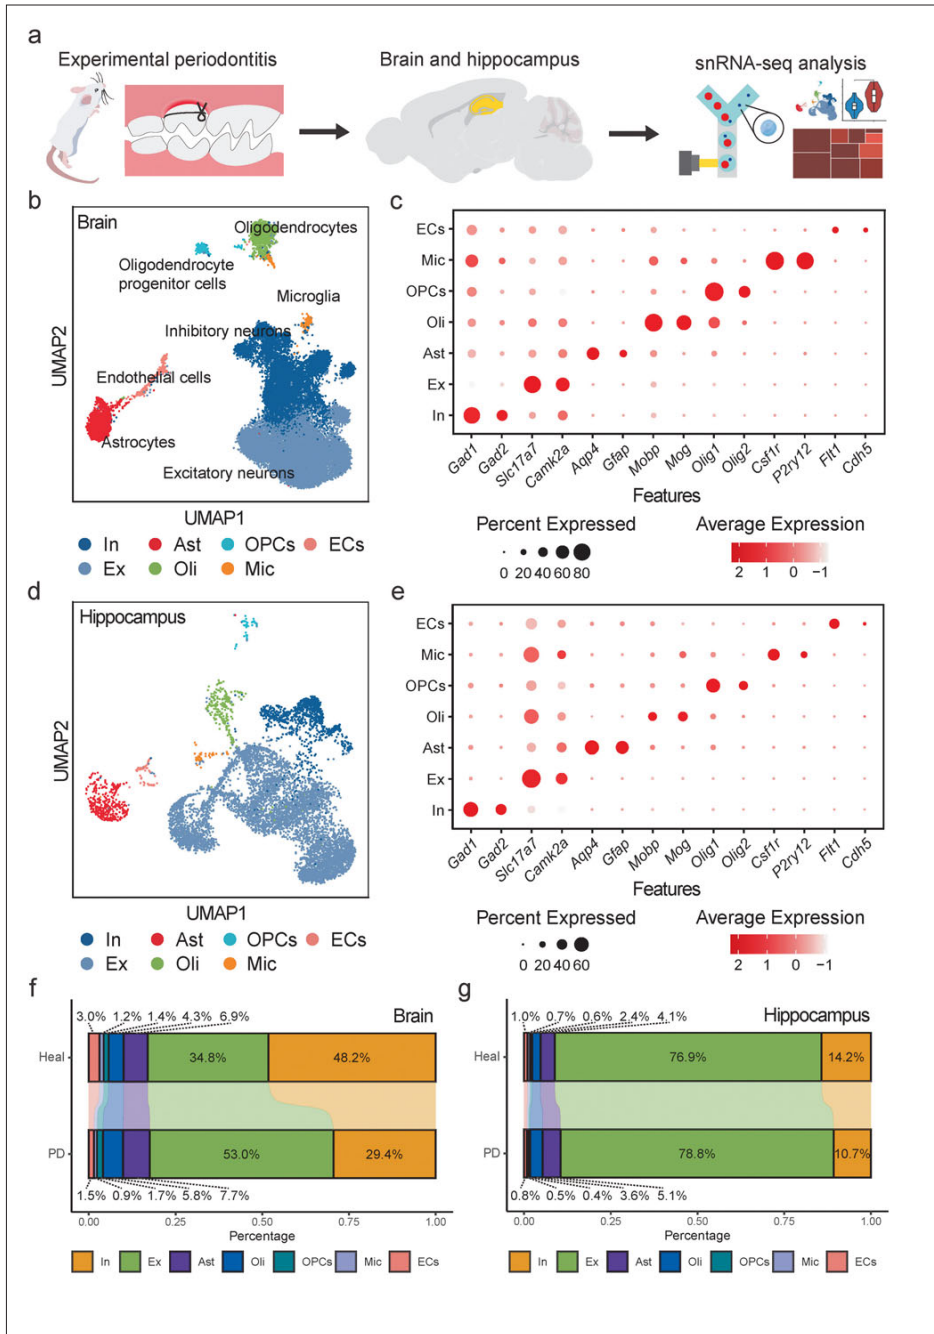 a
Experimental periodontitis
Brain and hippocampus
snRNA-seq analysis
b
Brain
Oligodendrocytes
Oligodendrocyte
progenitor cells
Microglia
Inhibitory neurons
Endothelial cells
Astrocytes
Excitatory neurons
UMAP2
UMAP1
In Ast OPCs ECs
Ex Oli Mic
c
ECs
Mic
OPCs
Oli
Ast
Ex
In
Gad1 Gad2 Slc17a7 Camk2a Aqp4 Gfap Mobp Mog Olig1 Olig2 Csf1r P2ry12 Flt1 Cdh5
Features
Percent Expressed
0 20 40 60 80
Average Expression
2 1 0 -1
d
Hippocampus
UMAP2
UMAP1
In Ast OPCs ECs
Ex Oli Mic
e
ECs
Mic
OPCs
Oli
Ast
Ex
In
Gad1 Gad2 Slc17a7 Camk2a Aqp4 Gfap Mobp Mog Olig1 Olig2 Csf1r P2ry12 Flt1 Cdh5
Features
Percent Expressed
0 20 40 60
Average Expression
2 1 0 -1
f
3.0% 1.2% 1.4% 4.3% 6.9% Brain
Heal
34.8% 48.2%
PD
53.0% 29.4%
1.5% 0.9% 1.7% 5.8% 7.7%
0.00 0.25 0.50 0.75 1.00
Percentage
In Ex Ast Oli OPCs Mic ECs
g
1.0% 0.7% 0.6% 2.4% 4.1% Hippocampus
Heal
76.9% 14.2%
PD
78.8% 10.7%
0.8% 0.5% 0.4% 3.6% 5.1%
0.00 0.25 0.50 0.75 1.00
Percentage
In Ex Ast Oli OPCs Mic ECs